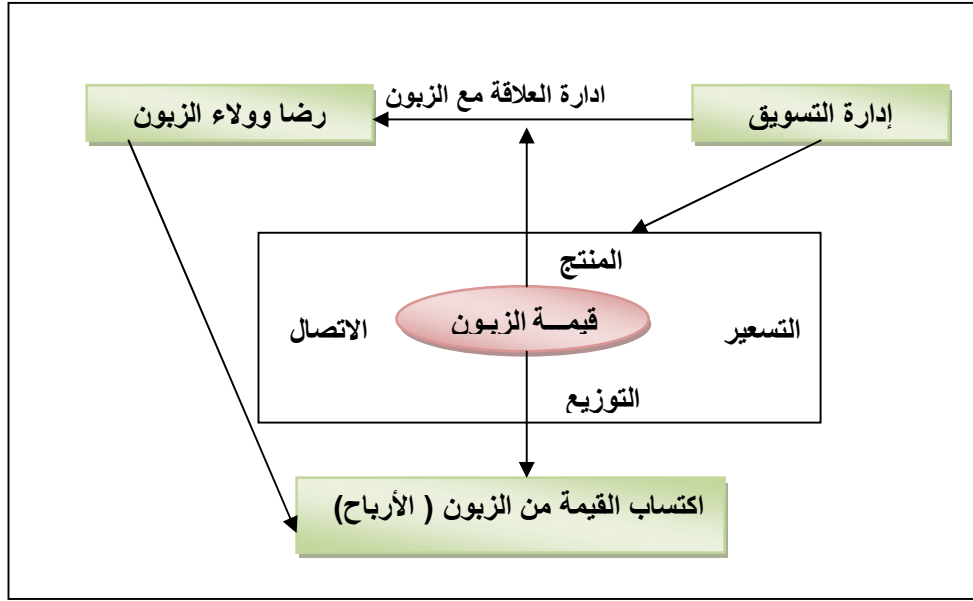 ادارة العلاقة مع الزبون
إدارة التسويق
رضا وولاء الزبون
المنتج
التسعير
قيمـــة الزبـون
الاتصال
التوزيع
اكتساب القيمة من الزبون ( الأرباح)